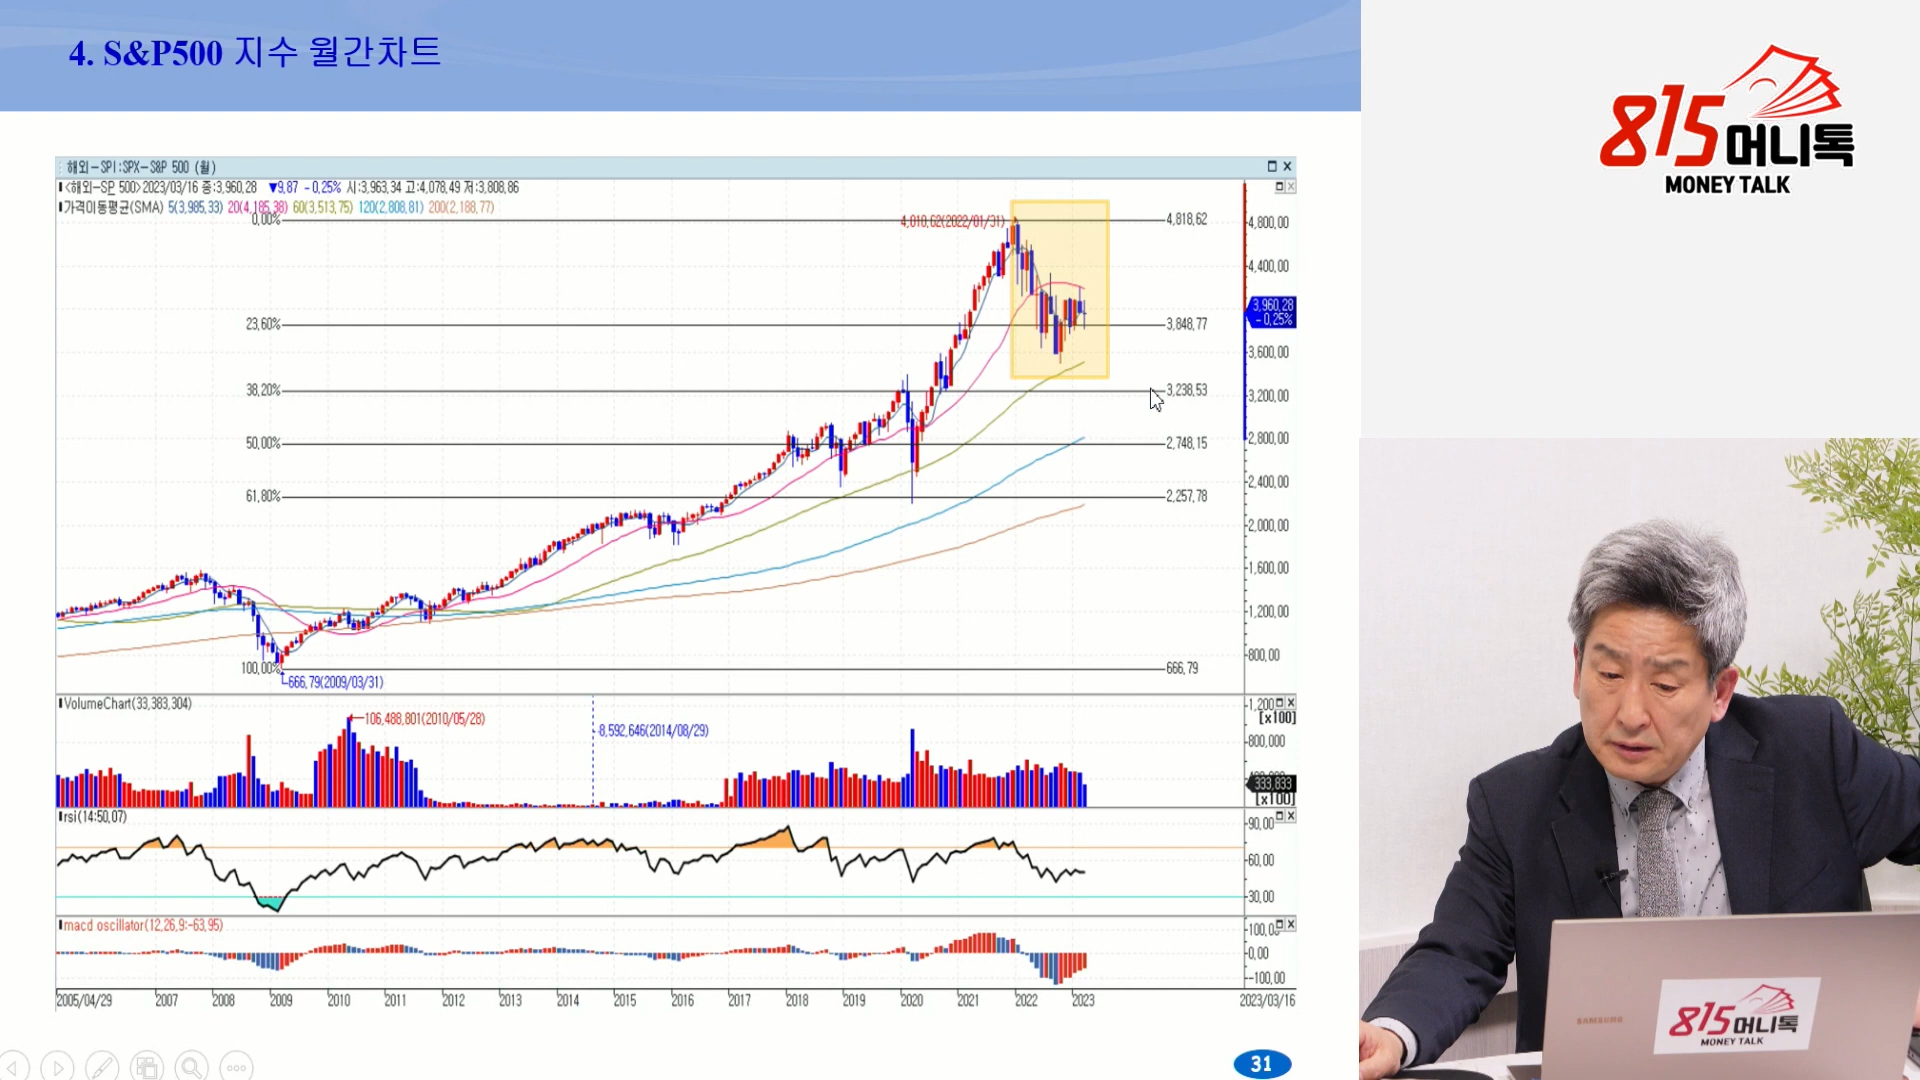 4. S&P500 지수 월간차트
815머니톡
MONEY TALK
해외-SPI:SPX-S&P 500 (월)
<해외-SP 500>2023/03/16 종:3,960,28 ▼9,87 -0,25% 시:3,963,34 고:4,078,49 저:3,808,86
가격이동평균(SMA) 5(3,985,33) 20(4,185,38) 60(3,513,75) 120(2,808,81) 200(2,188,77)
0,00%
4,818,62
4,800,00
4,400,00
3,960,28
-0,25%
23,60%
3,848,77
3,600,00
38,20%
3,238,53
3,200,00
50,00%
2,748,15
2,800,00
2,400,00
61,80%
2,257,78
2,000,00
1,600,00
1,200,00
800,00
100,00%
666,79
666,79(2009/03/31)
VolumeChart(33,383,304)
1,200
[x100]
106,488,801(2010/05/28)
8,592,646(2014/08/29)
800,000
333,833
[x100]
rsi(14:50,07)
90,00
60,00
30,00
macd oscillator(12,26,9:-63,95)
0,00
-100,00
2005/04/29 2007 2008 2009 2010 2011 2012 2013 2014 2015 2016 2017 2018 2019 2020 2021 2022 2023 2023/03/16
31
SAMSUNG
815머니톡
MONEY TALK